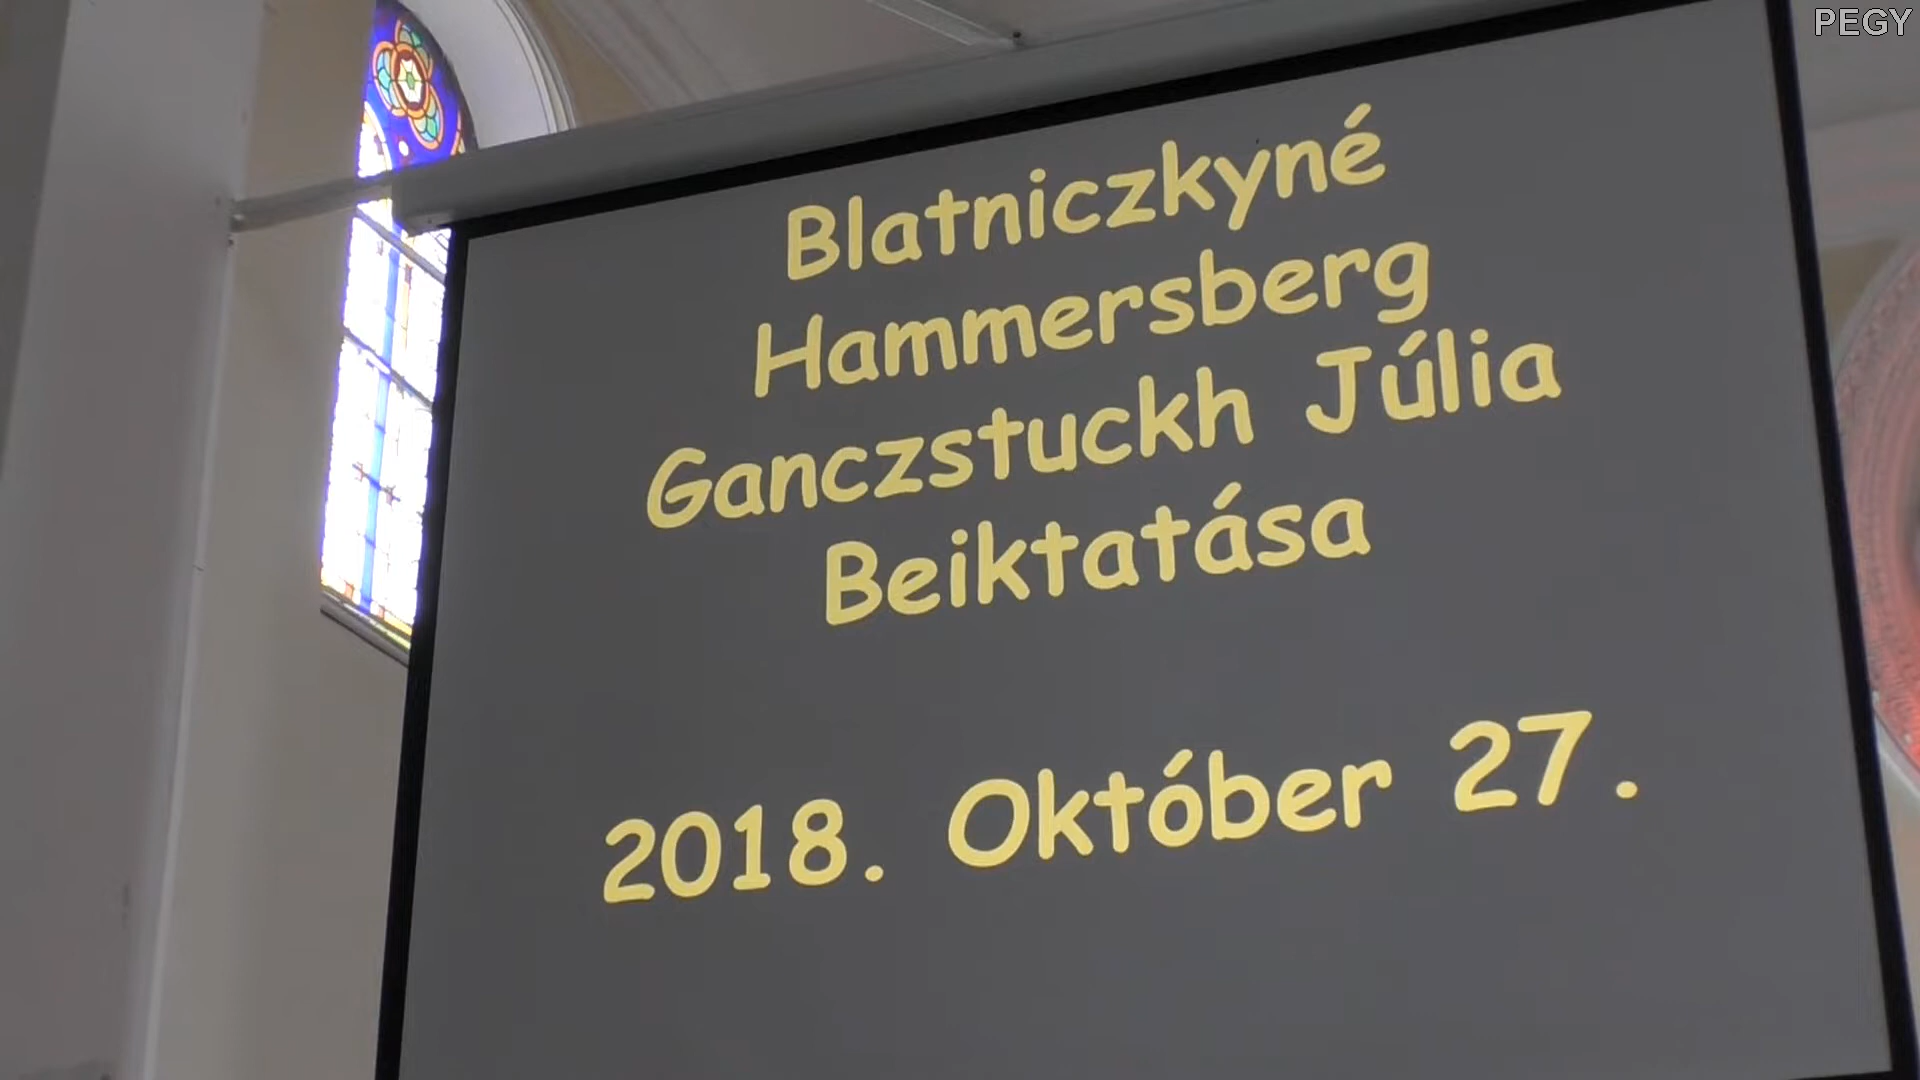 PEGY
Blatniczkyné
Hammersberg
Ganczstuckh Júlia
Beiktatása
2018. Október 27.